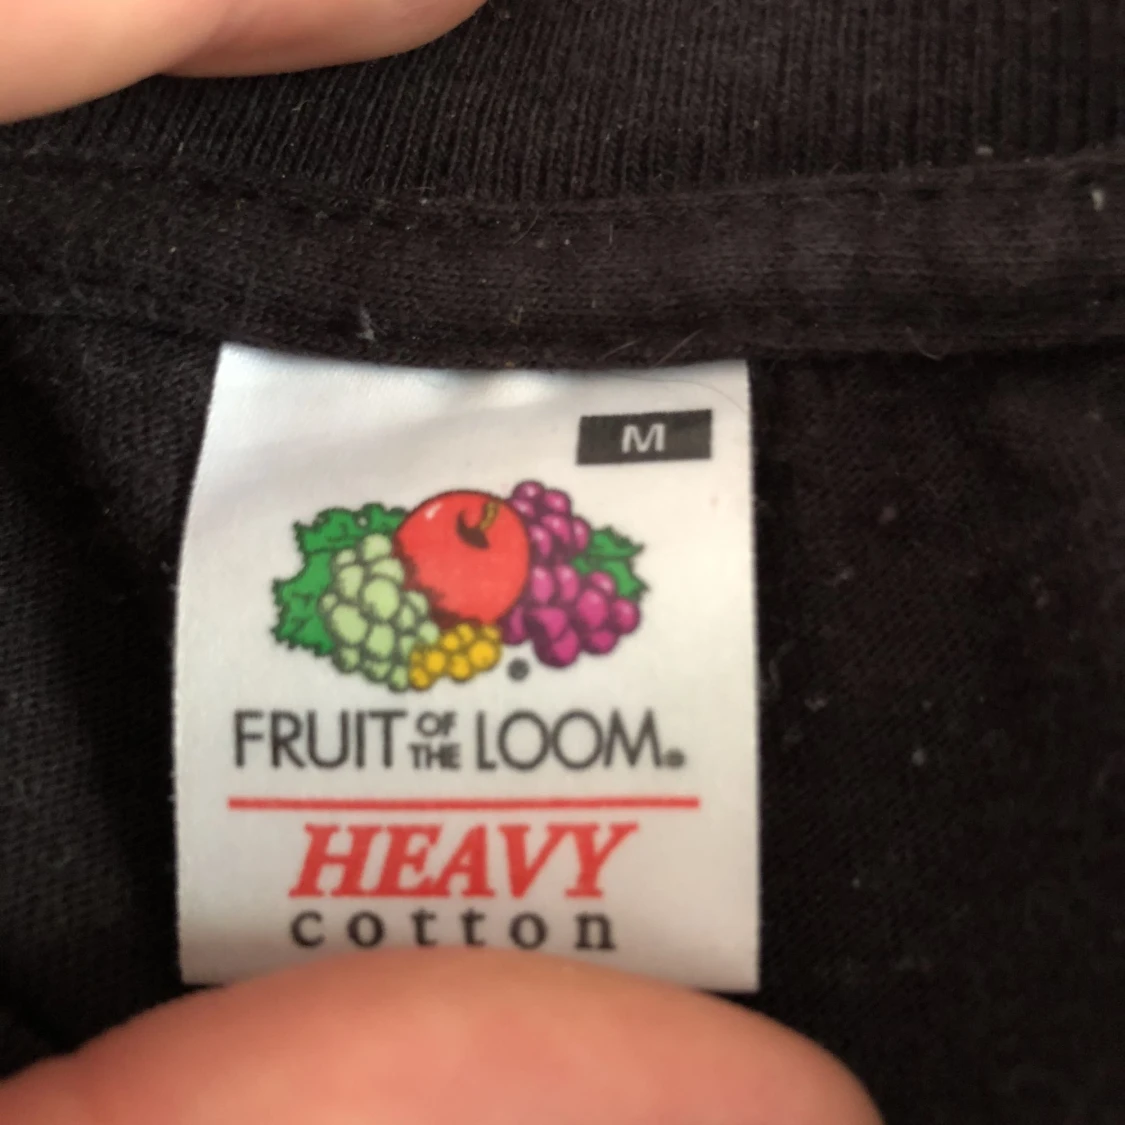 M
FRUIT OF THE LOOM®
HEAVY
cotton